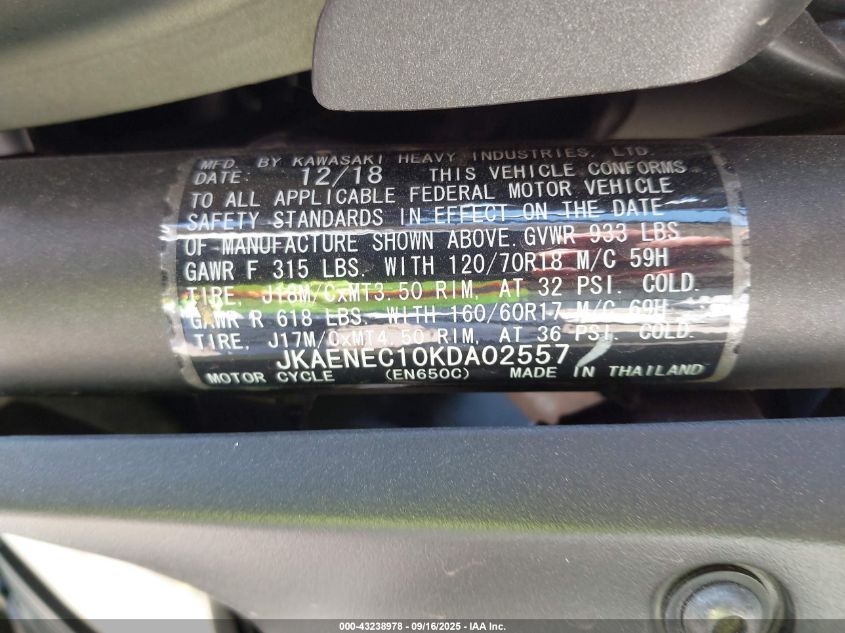 MFD. BY KAWASAKI HEAVY INDUSTRIES, LTD.
DATE: 12/18 THIS VEHICLE CONFORMS
TO ALL APPLICABLE FEDERAL MOTOR VEHICLE
SAFETY STANDARDS IN EFFECT ON THE DATE
OF MANUFACTURE SHOWN ABOVE. GVWR 933 LBS
GAWR F 315 LBS. WITH 120/70R18 M/C 59H
TIRE, J18M/CxMT3.50 RIM, AT 32 PSI. COLD.
GAWR R 618 LBS. WITH 160/60R17 M/C 69H
TIRE, J17M/CxMT4.50 RIM, AT 36 PSI. COLD.
JKAENEC10KDA02557
MOTOR CYCLE (EN650C) MADE IN THAILAND
000-43238978 - 09/16/2025 - IAA Inc.